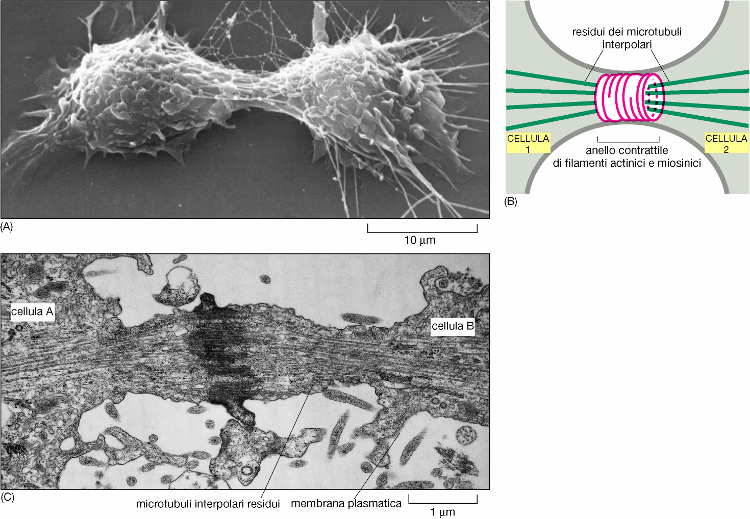 (A)
10 μm
residui dei microtubuli
interpolari
CELLULA
1
CELLULA
2
anello contrattile
di filamenti actinici e miosinici
(B)
cellula A
cellula B
microtubuli interpolari residui
membrana plasmatica
(C)
1 μm